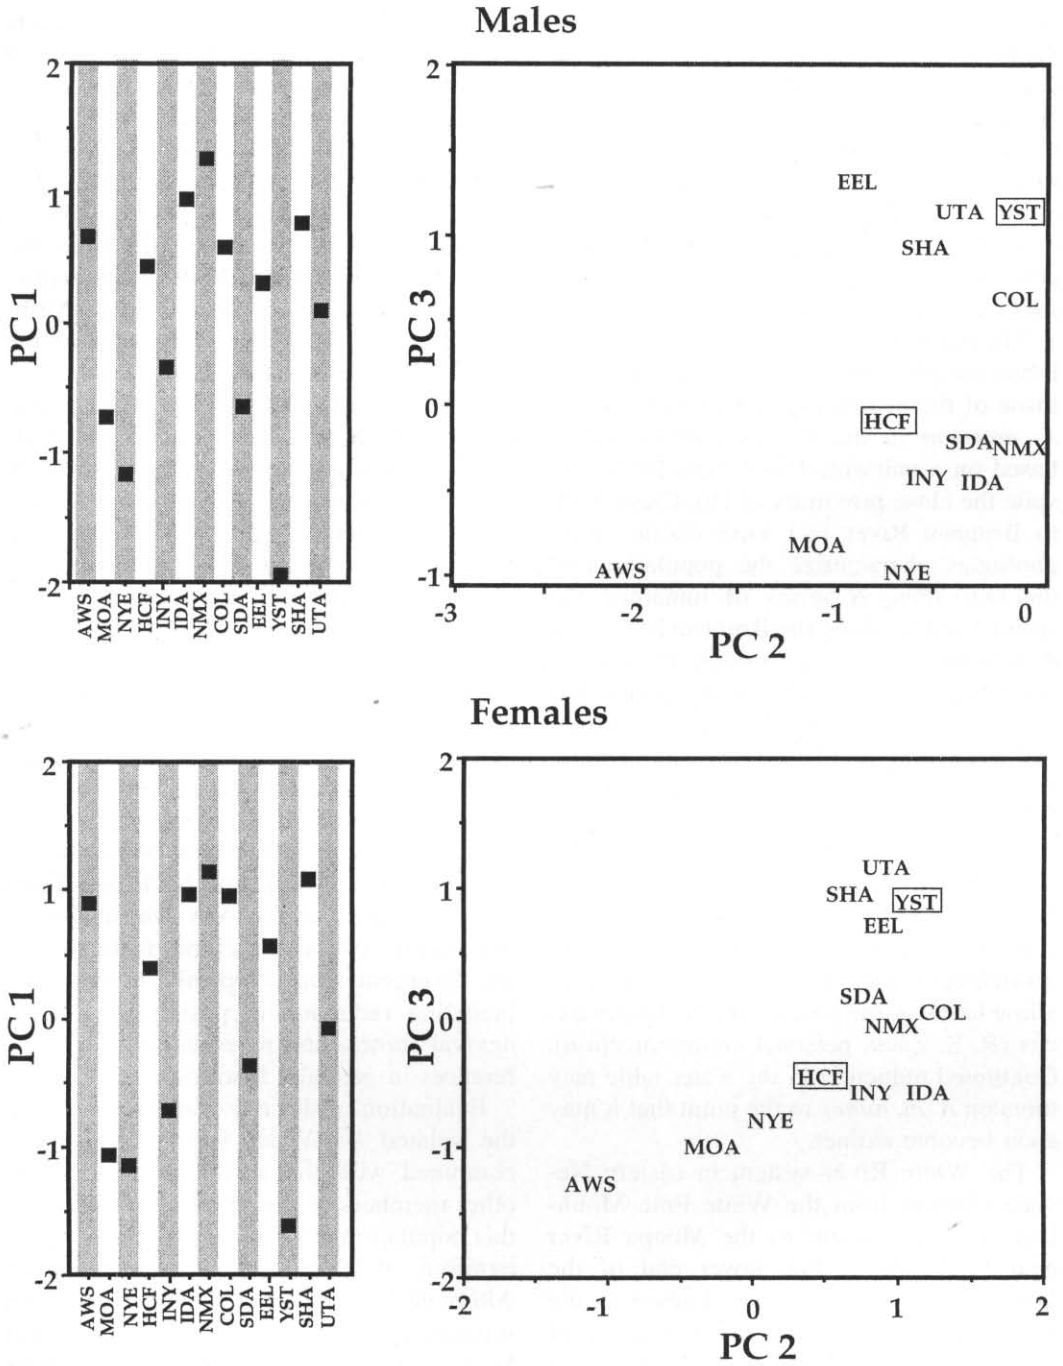 Males
2
1
0
-1
-2
PC 1
AWS
MOA
NYE
HCF
INY
IDA
NMX
COL
SDA
EEL
YST
SHA
UTA
2
1
0
-1
PC 3
EEL
UTA YST
SHA
COL
HCF
SDA NMX
INY IDA
MOA
AWS NYE
-3 -2 -1 0
PC 2
Females
2
1
0
-1
-2
PC 1
AWS
MOA
NYE
HCF
INY
IDA
NMX
COL
SDA
EEL
YST
SHA
UTA
2
1
0
-1
-2
PC 3
UTA
SHA YST
EEL
SDA
COL
NMX
HCF
INY IDA
NYE
MOA
AWS
-2 -1 0 1 2
PC 2